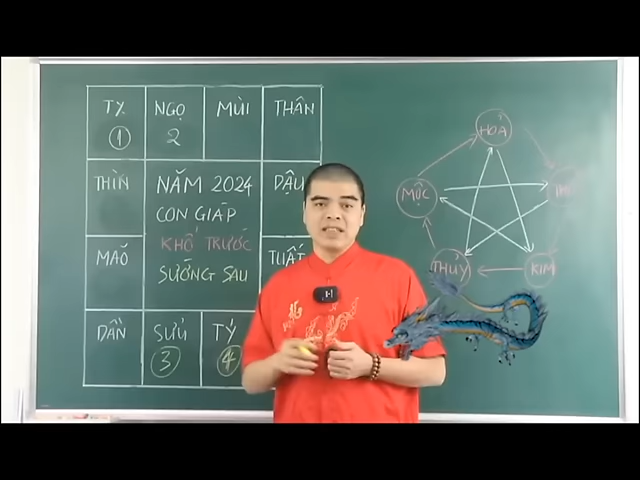 TỴ NGỌ MÙI THÂN
1 2
THÌN DẬU
NĂM 2024
CON GIÁP
KHỔ TRƯỚC
SƯỚNG SAU
MÃO TUẤT
DẦN SỬU TÝ
3 4
HOẢ
MỘC
THỦY KIM